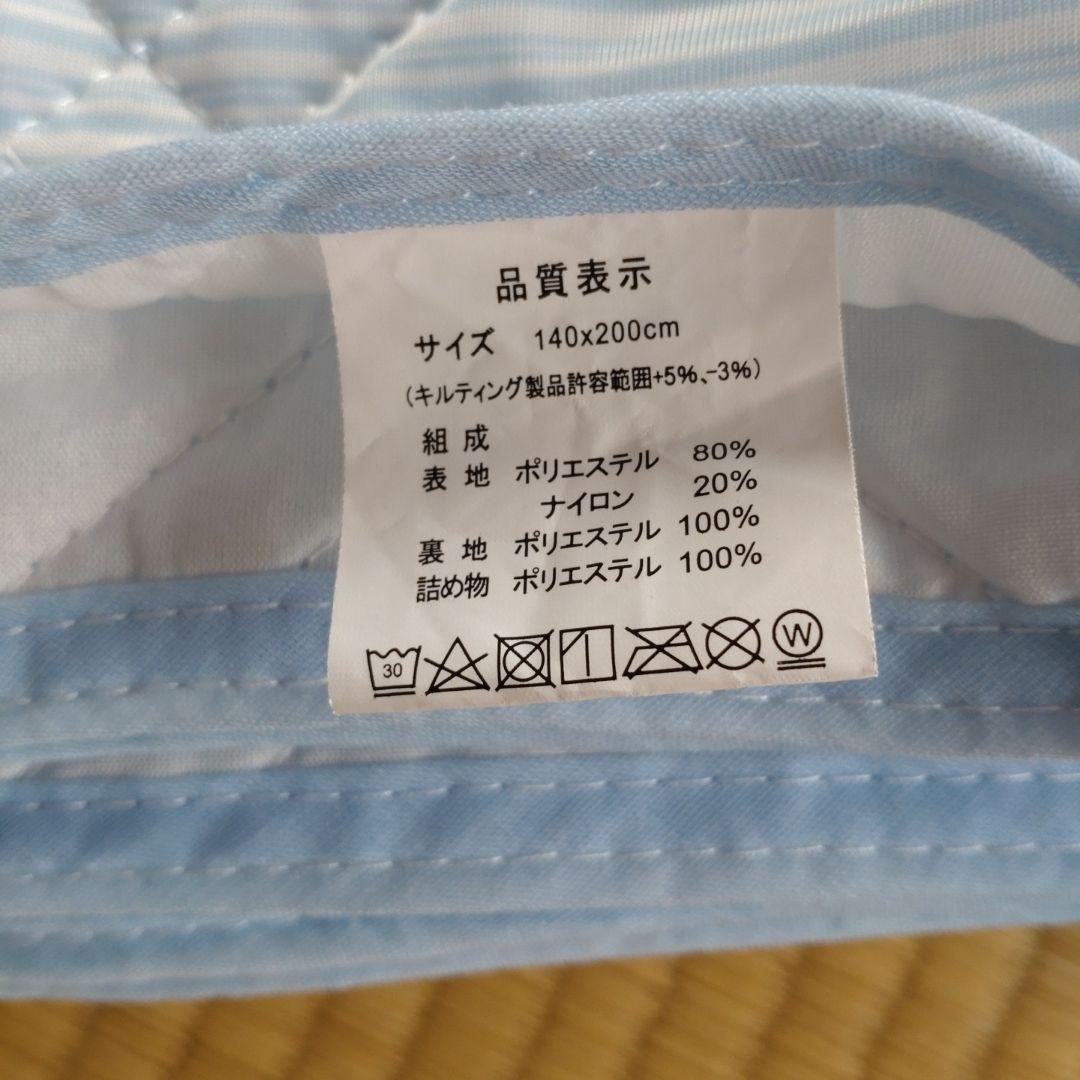 品質表示
サイズ 140x200cm
(キルティング製品許容範囲+5%、-3%)
組 成
表 地 ポリエステル 80%
ナイロン 20%
裏 地 ポリエステル 100%
詰め物 ポリエステル 100%
30 W